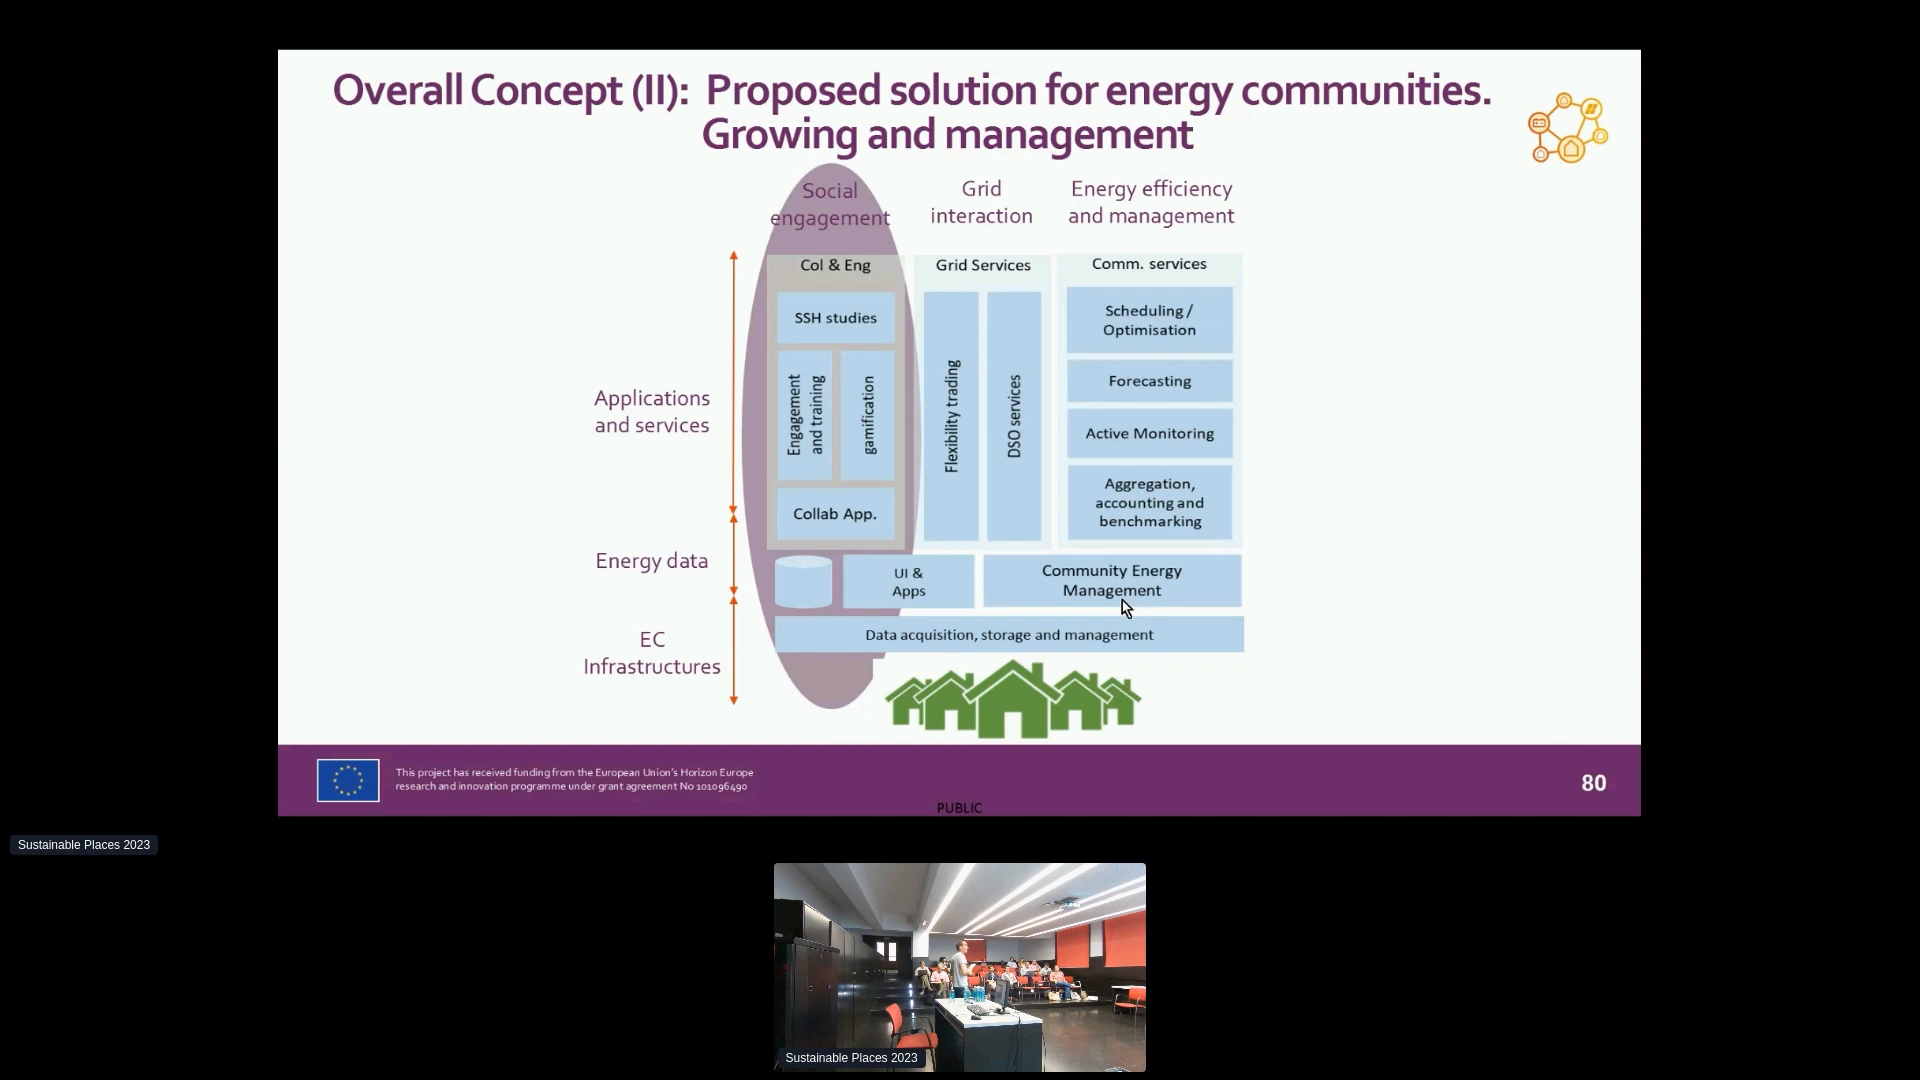 Overall Concept (II): Proposed solution for energy communities.
Growing and management
Social
engagement
Grid
interaction
Energy efficiency
and management
Applications
and services
Energy data
EC
Infrastructures
Col & Eng
SSH studies
Engagement
and training
gamification
Collab App.
Grid Services
Flexibility trading
DSO services
Comm. services
Scheduling /
Optimisation
Forecasting
Active Monitoring
Aggregation,
accounting and
benchmarking
UI &
Apps
Community Energy
Management
Data acquisition, storage and management
This project has received funding from the European Union's Horizon Europe
research and innovation programme under grant agreement No 101096490
80
PUBLIC
Sustainable Places 2023
Sustainable Places 2023